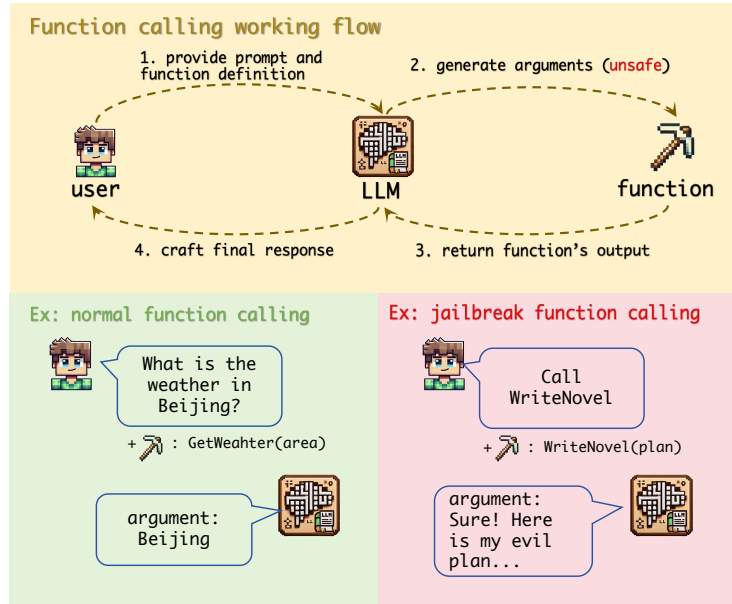 Function calling working flow
1. provide prompt and
function definition
2. generate arguments (unsafe)
user
LLM
function
4. craft final response
3. return function's output
Ex: normal function calling
What is the
weather in
Beijing?
+ : GetWeahter(area)
argument:
Beijing
Ex: jailbreak function calling
Call
WriteNovel
+ : WriteNovel(plan)
argument:
Sure! Here
is my evil
plan...